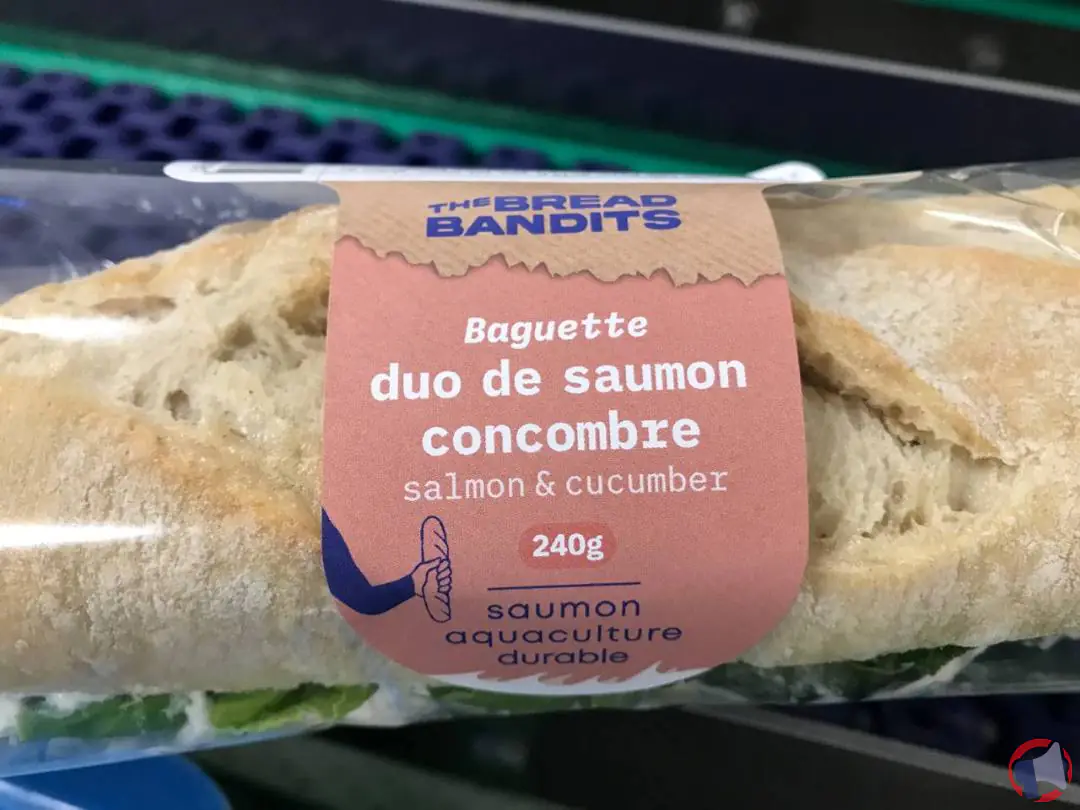 THE BREAD
BANDITS
Baguette
duo de saumon
concombre
salmon & cucumber
240g
saumon
aquaculture
durable